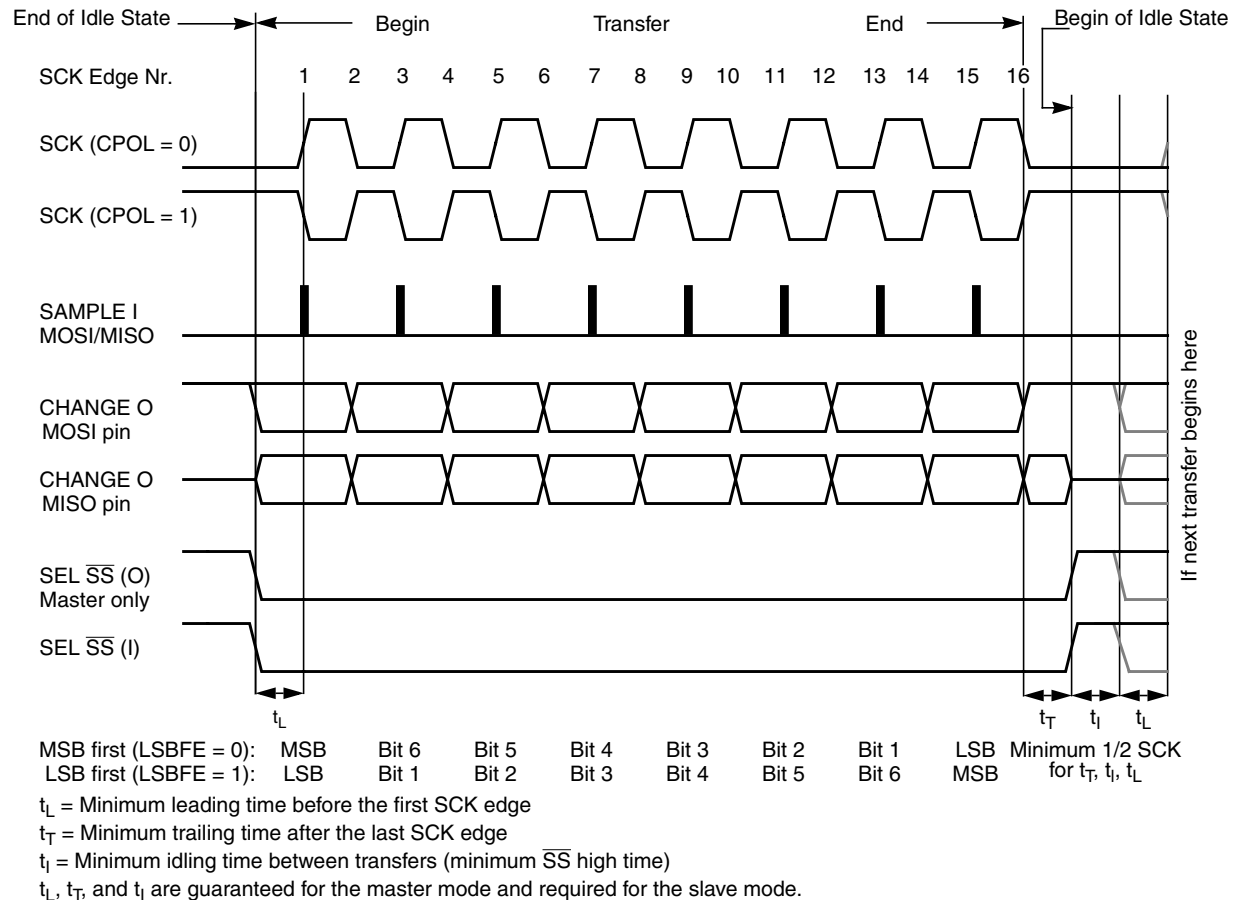 End of Idle State
Begin
Transfer
End
Begin of Idle State
SCK Edge Nr.
1 2 3 4 5 6 7 8 9 10 11 12 13 14 15 16
SCK (CPOL = 0)
SCK (CPOL = 1)
SAMPLE I
MOSI/MISO
CHANGE O
MOSI pin
CHANGE O
MISO pin
SEL S̅S̅ (O)
Master only
SEL S̅S̅ (I)
If next transfer begins here
tL
tT
tI
tL
MSB first (LSBFE = 0): MSB Bit 6 Bit 5 Bit 4 Bit 3 Bit 2 Bit 1 LSB
LSB first (LSBFE = 1): LSB Bit 1 Bit 2 Bit 3 Bit 4 Bit 5 Bit 6 MSB
Minimum 1/2 SCK
for tT, tI, tL
tL = Minimum leading time before the first SCK edge
tT = Minimum trailing time after the last SCK edge
tI = Minimum idling time between transfers (minimum S̅S̅ high time)
tL, tT, and tI are guaranteed for the master mode and required for the slave mode.